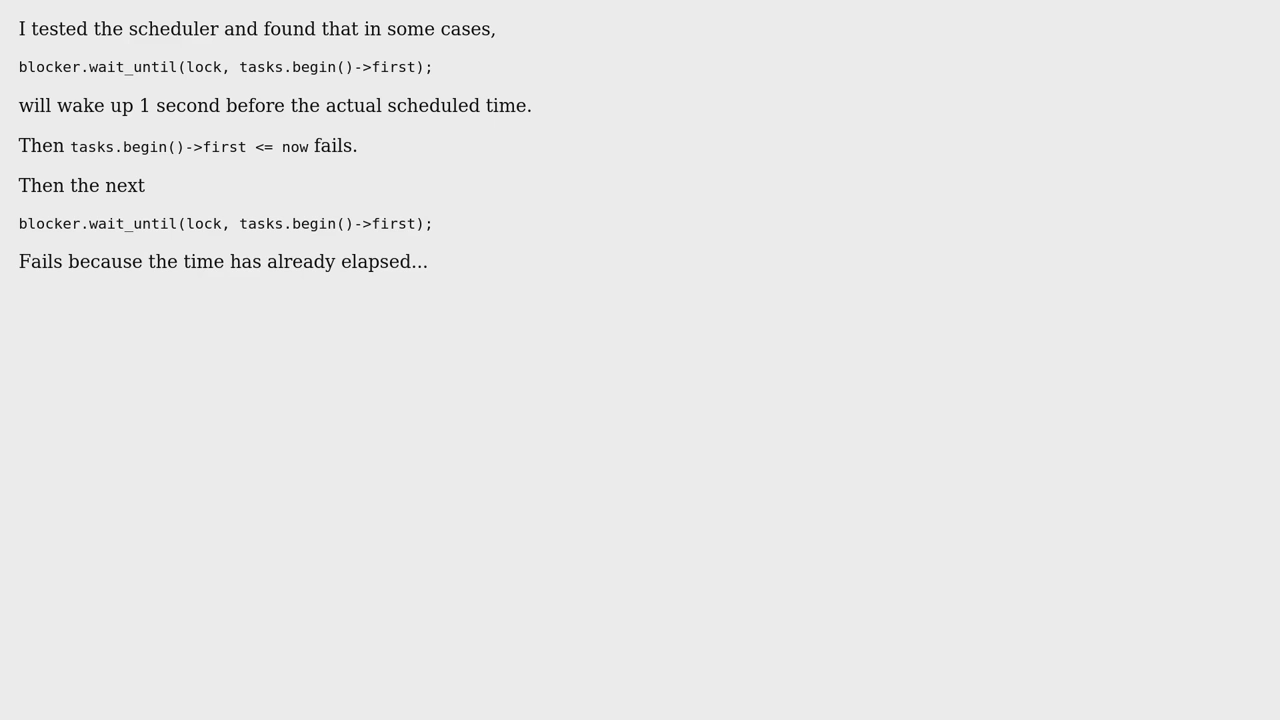 I tested the scheduler and found that in some cases,
blocker.wait_until(lock, tasks.begin()->first);
will wake up 1 second before the actual scheduled time.
Then tasks.begin()->first <= now fails.
Then the next
blocker.wait_until(lock, tasks.begin()->first);
Fails because the time has already elapsed...